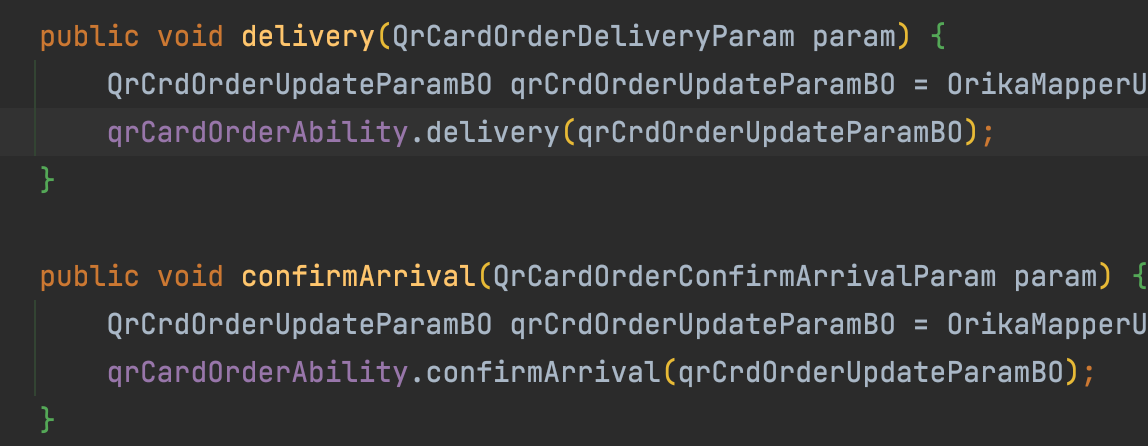 public void delivery(QrCardOrderDeliveryParam param) {
QrCrdOrderUpdateParamBO qrCrdOrderUpdateParamBO = OrikaMapperU
qrCardOrderAbility.delivery(qrCrdOrderUpdateParamBO);
}
public void confirmArrival(QrCardOrderConfirmArrivalParam param) {
QrCrdOrderUpdateParamBO qrCrdOrderUpdateParamBO = OrikaMapperU
qrCardOrderAbility.confirmArrival(qrCrdOrderUpdateParamBO);
}